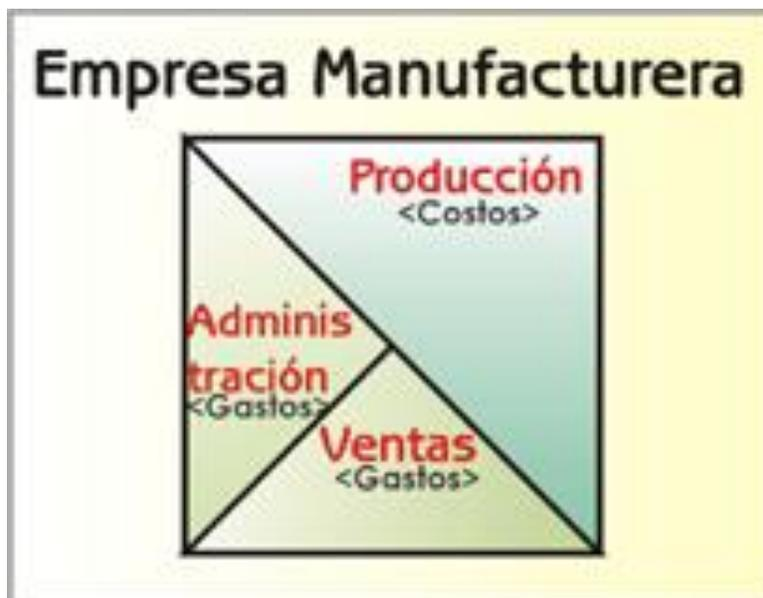 Empresa Manufacturera
Producción
<Costos>
Adminis
tración
<Gastos>
Ventas
<Gastos>